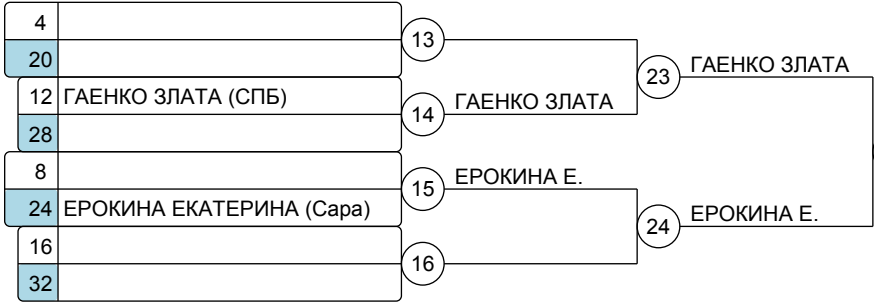 4
13
20
23 ГАЕНКО ЗЛАТА
12 ГАЕНКО ЗЛАТА (СПБ)
14 ГАЕНКО ЗЛАТА
28
8
15 ЕРОКИНА Е.
24 ЕРОКИНА ЕКАТЕРИНА (Сара)
24 ЕРОКИНА Е.
16
16
32